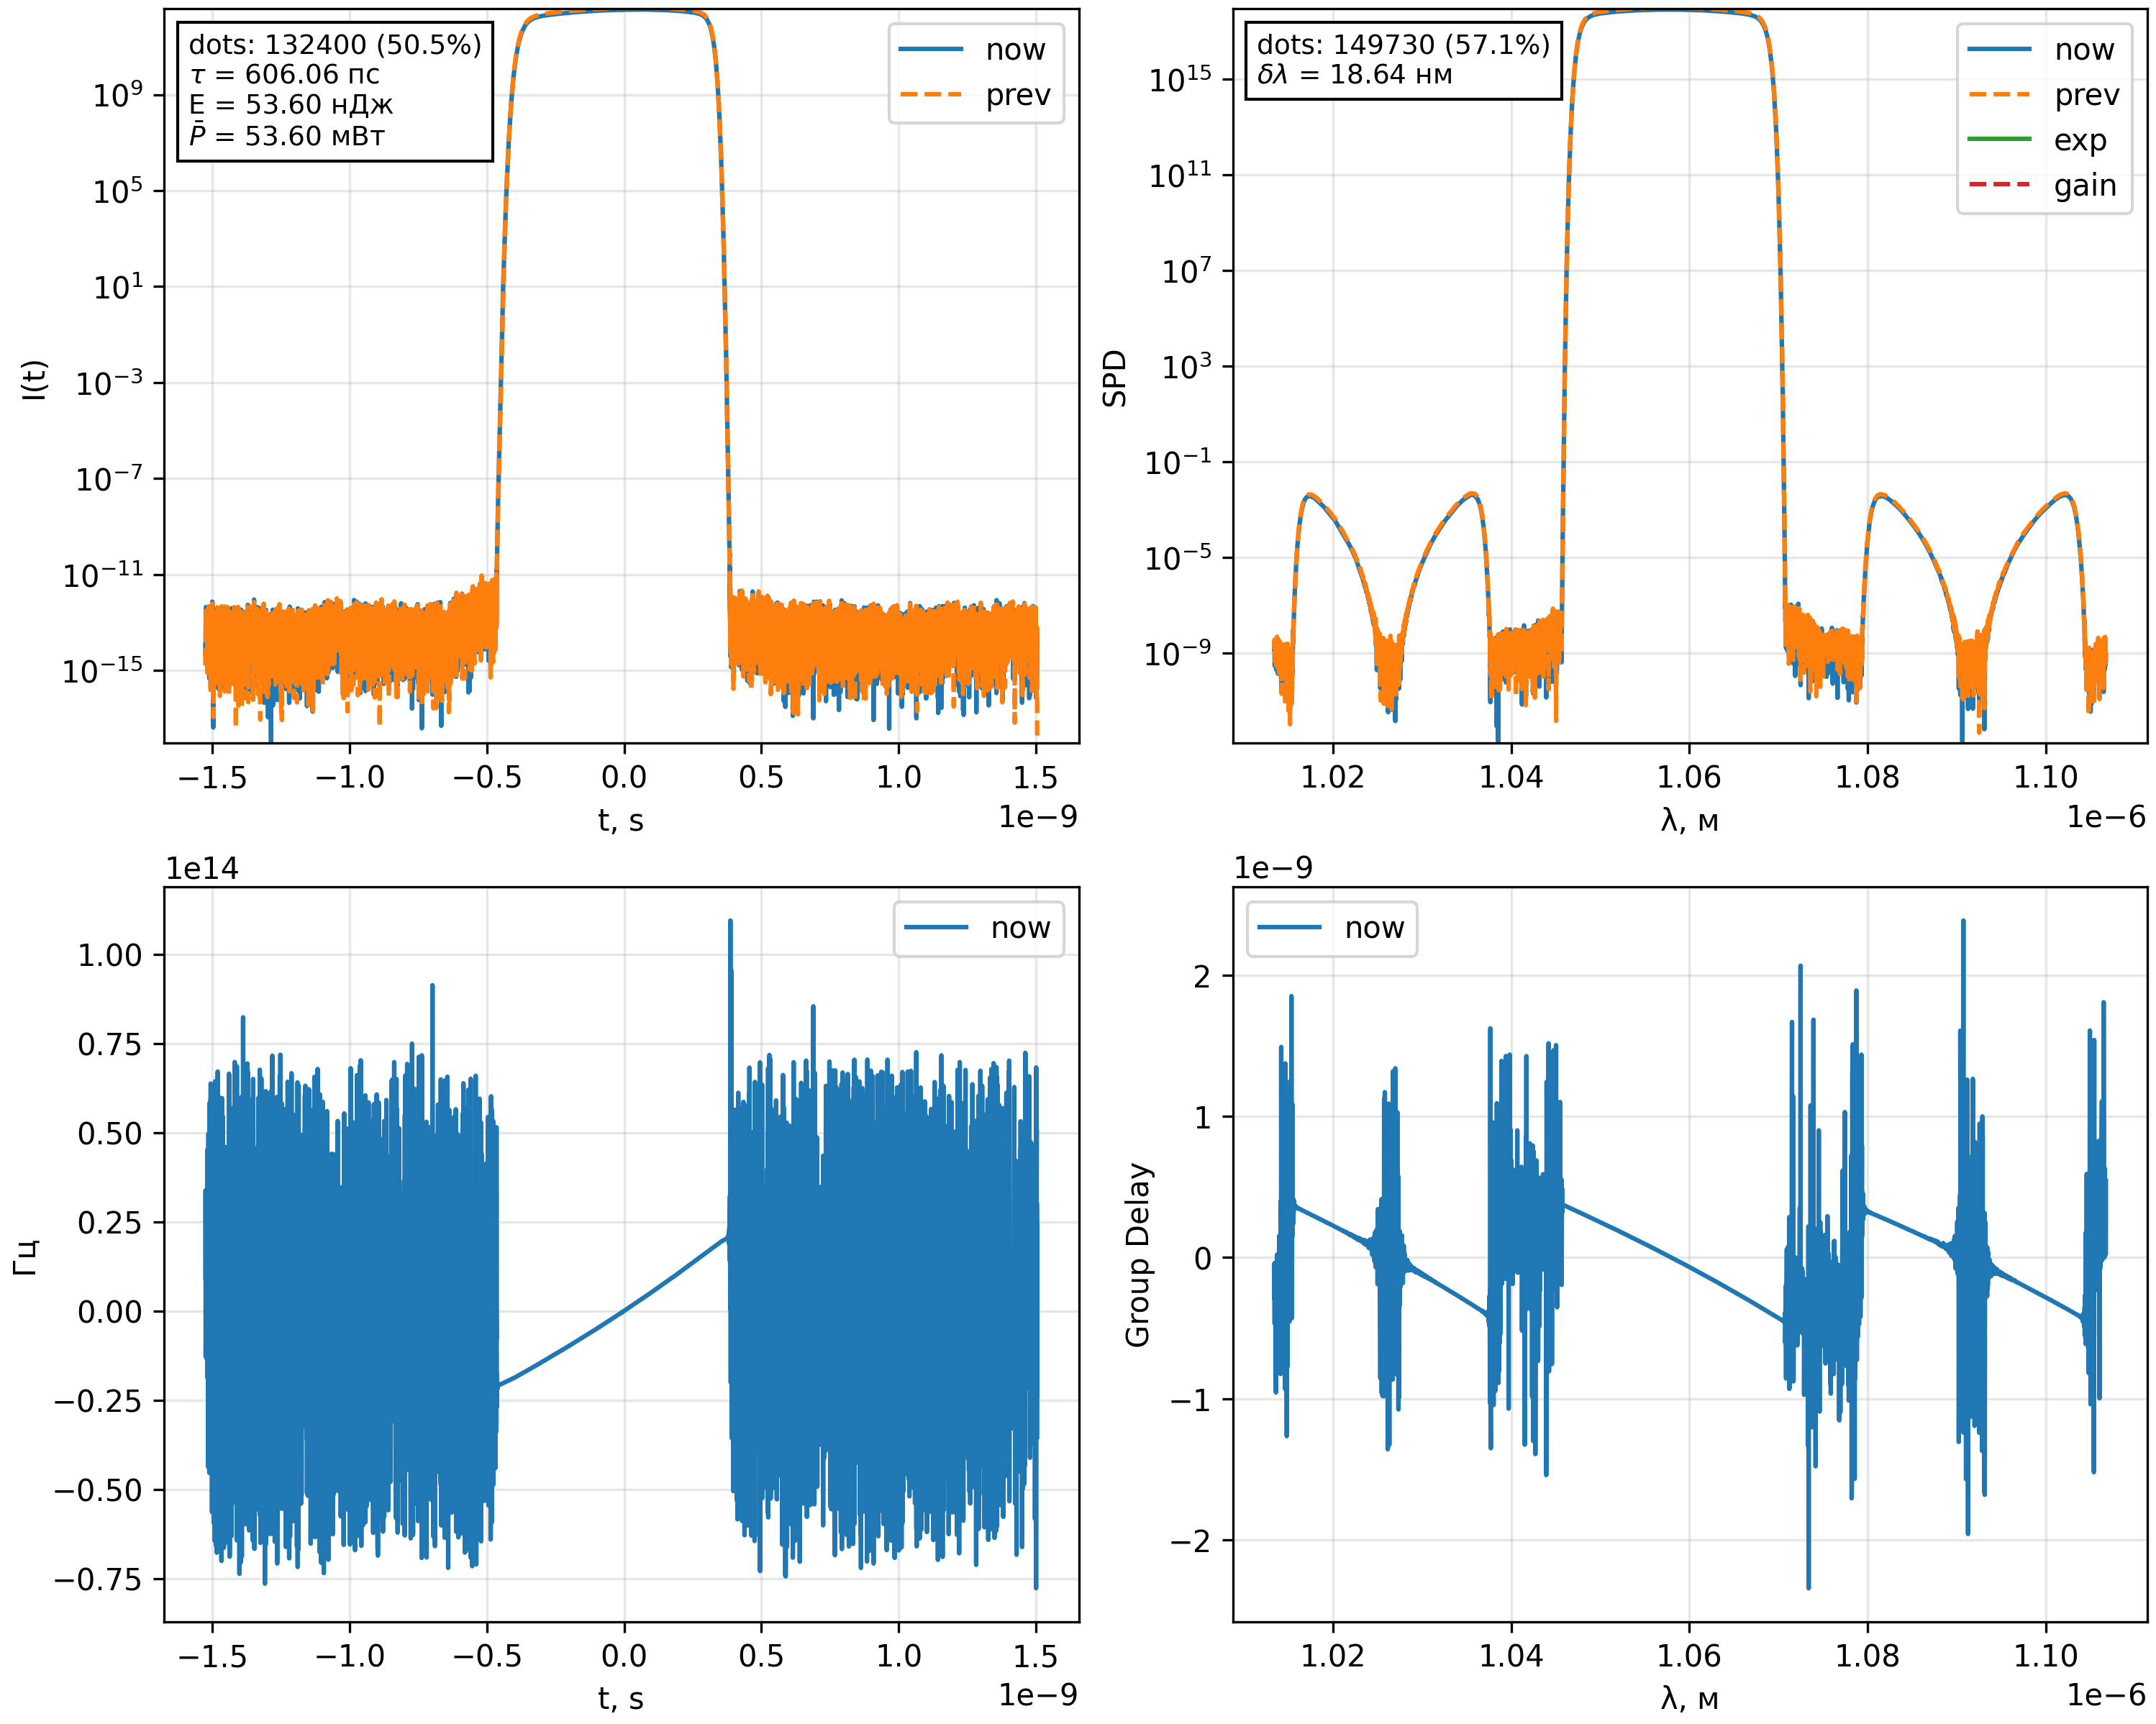 dots: 132400 (50.5%)
τ = 606.06 пс
E = 53.60 нДж
P̄ = 53.60 мВт
now
prev
10⁹
10⁵
10¹
10⁻³
10⁻⁷
10⁻¹¹
10⁻¹⁵
I(t)
−1.5 −1.0 −0.5 0.0 0.5 1.0 1.5
t, s
1e−9
dots: 149730 (57.1%)
δλ = 18.64 нм
now
prev
exp
gain
10¹⁵
10¹¹
10⁷
10³
10⁻¹
10⁻⁵
10⁻⁹
SPD
1.02 1.04 1.06 1.08 1.10
λ, м
1e−6
1e14
now
1.00
0.75
0.50
0.25
0.00
−0.25
−0.50
−0.75
Гц
−1.5 −1.0 −0.5 0.0 0.5 1.0 1.5
t, s
1e−9
1e−9
now
2
1
0
−1
−2
Group Delay
1.02 1.04 1.06 1.08 1.10
λ, м
1e−6